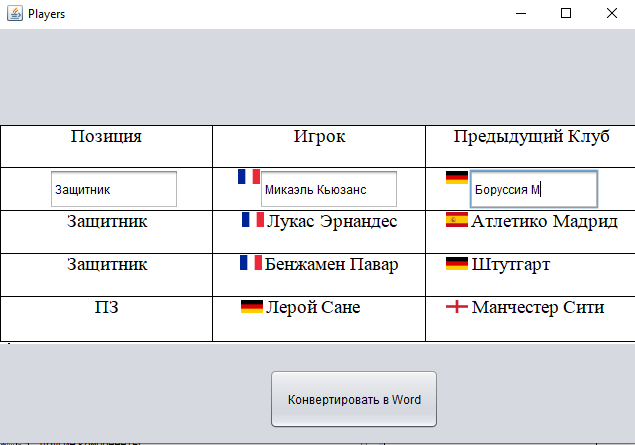 Players
Позиция Игрок Предыдущий Клуб
Защитник Микаэль Кьюзанс Боруссия М
Защитник Лукас Эрнандес Атлетико Мадрид
Защитник Бенжамен Павар Штутгарт
ПЗ Лерой Сане Манчестер Сити
Конвертировать в Word